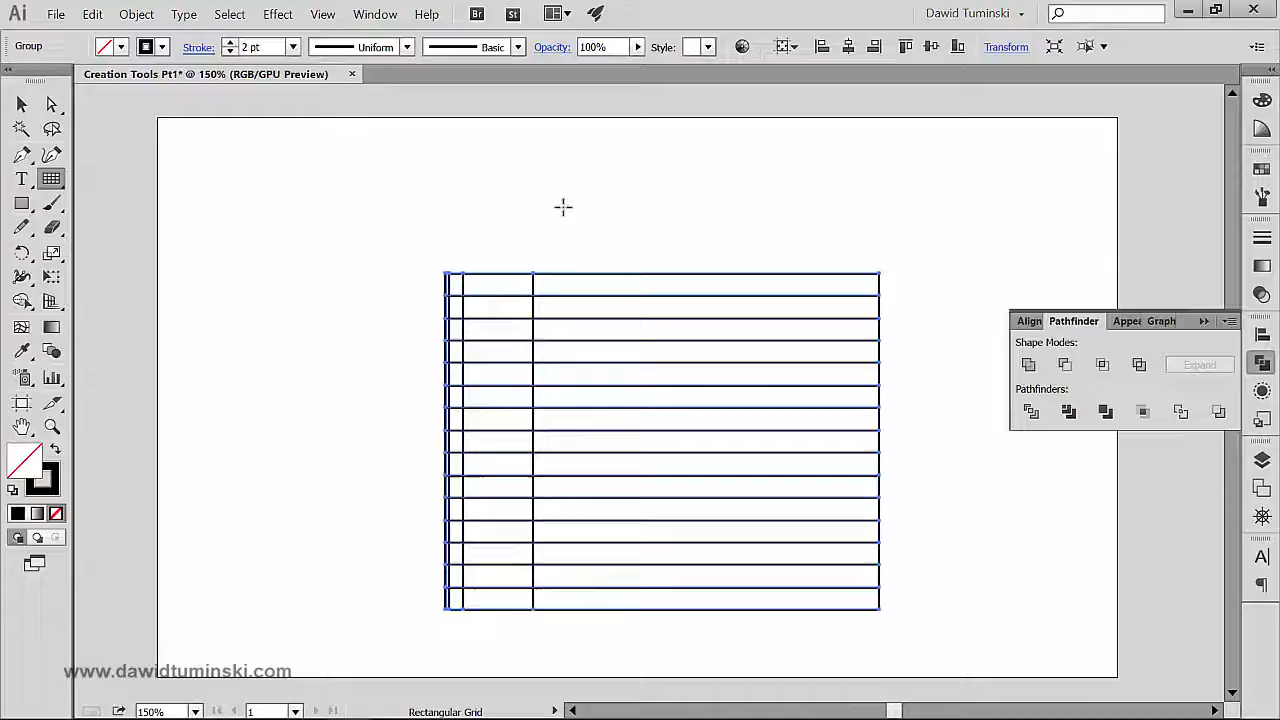 Ai File Edit Object Type Select Effect View Window Help Br St Dawid Tuminski
Group Stroke: 2 pt Uniform Basic Opacity: 100% Style: Transform
Creation Tools Pt1* @ 150% (RGB/GPU Preview)
Align Pathfinder Appea Graph
Shape Modes:
Expand
Pathfinders:
www.dawidtuminski.com
150% 1 Rectangular Grid